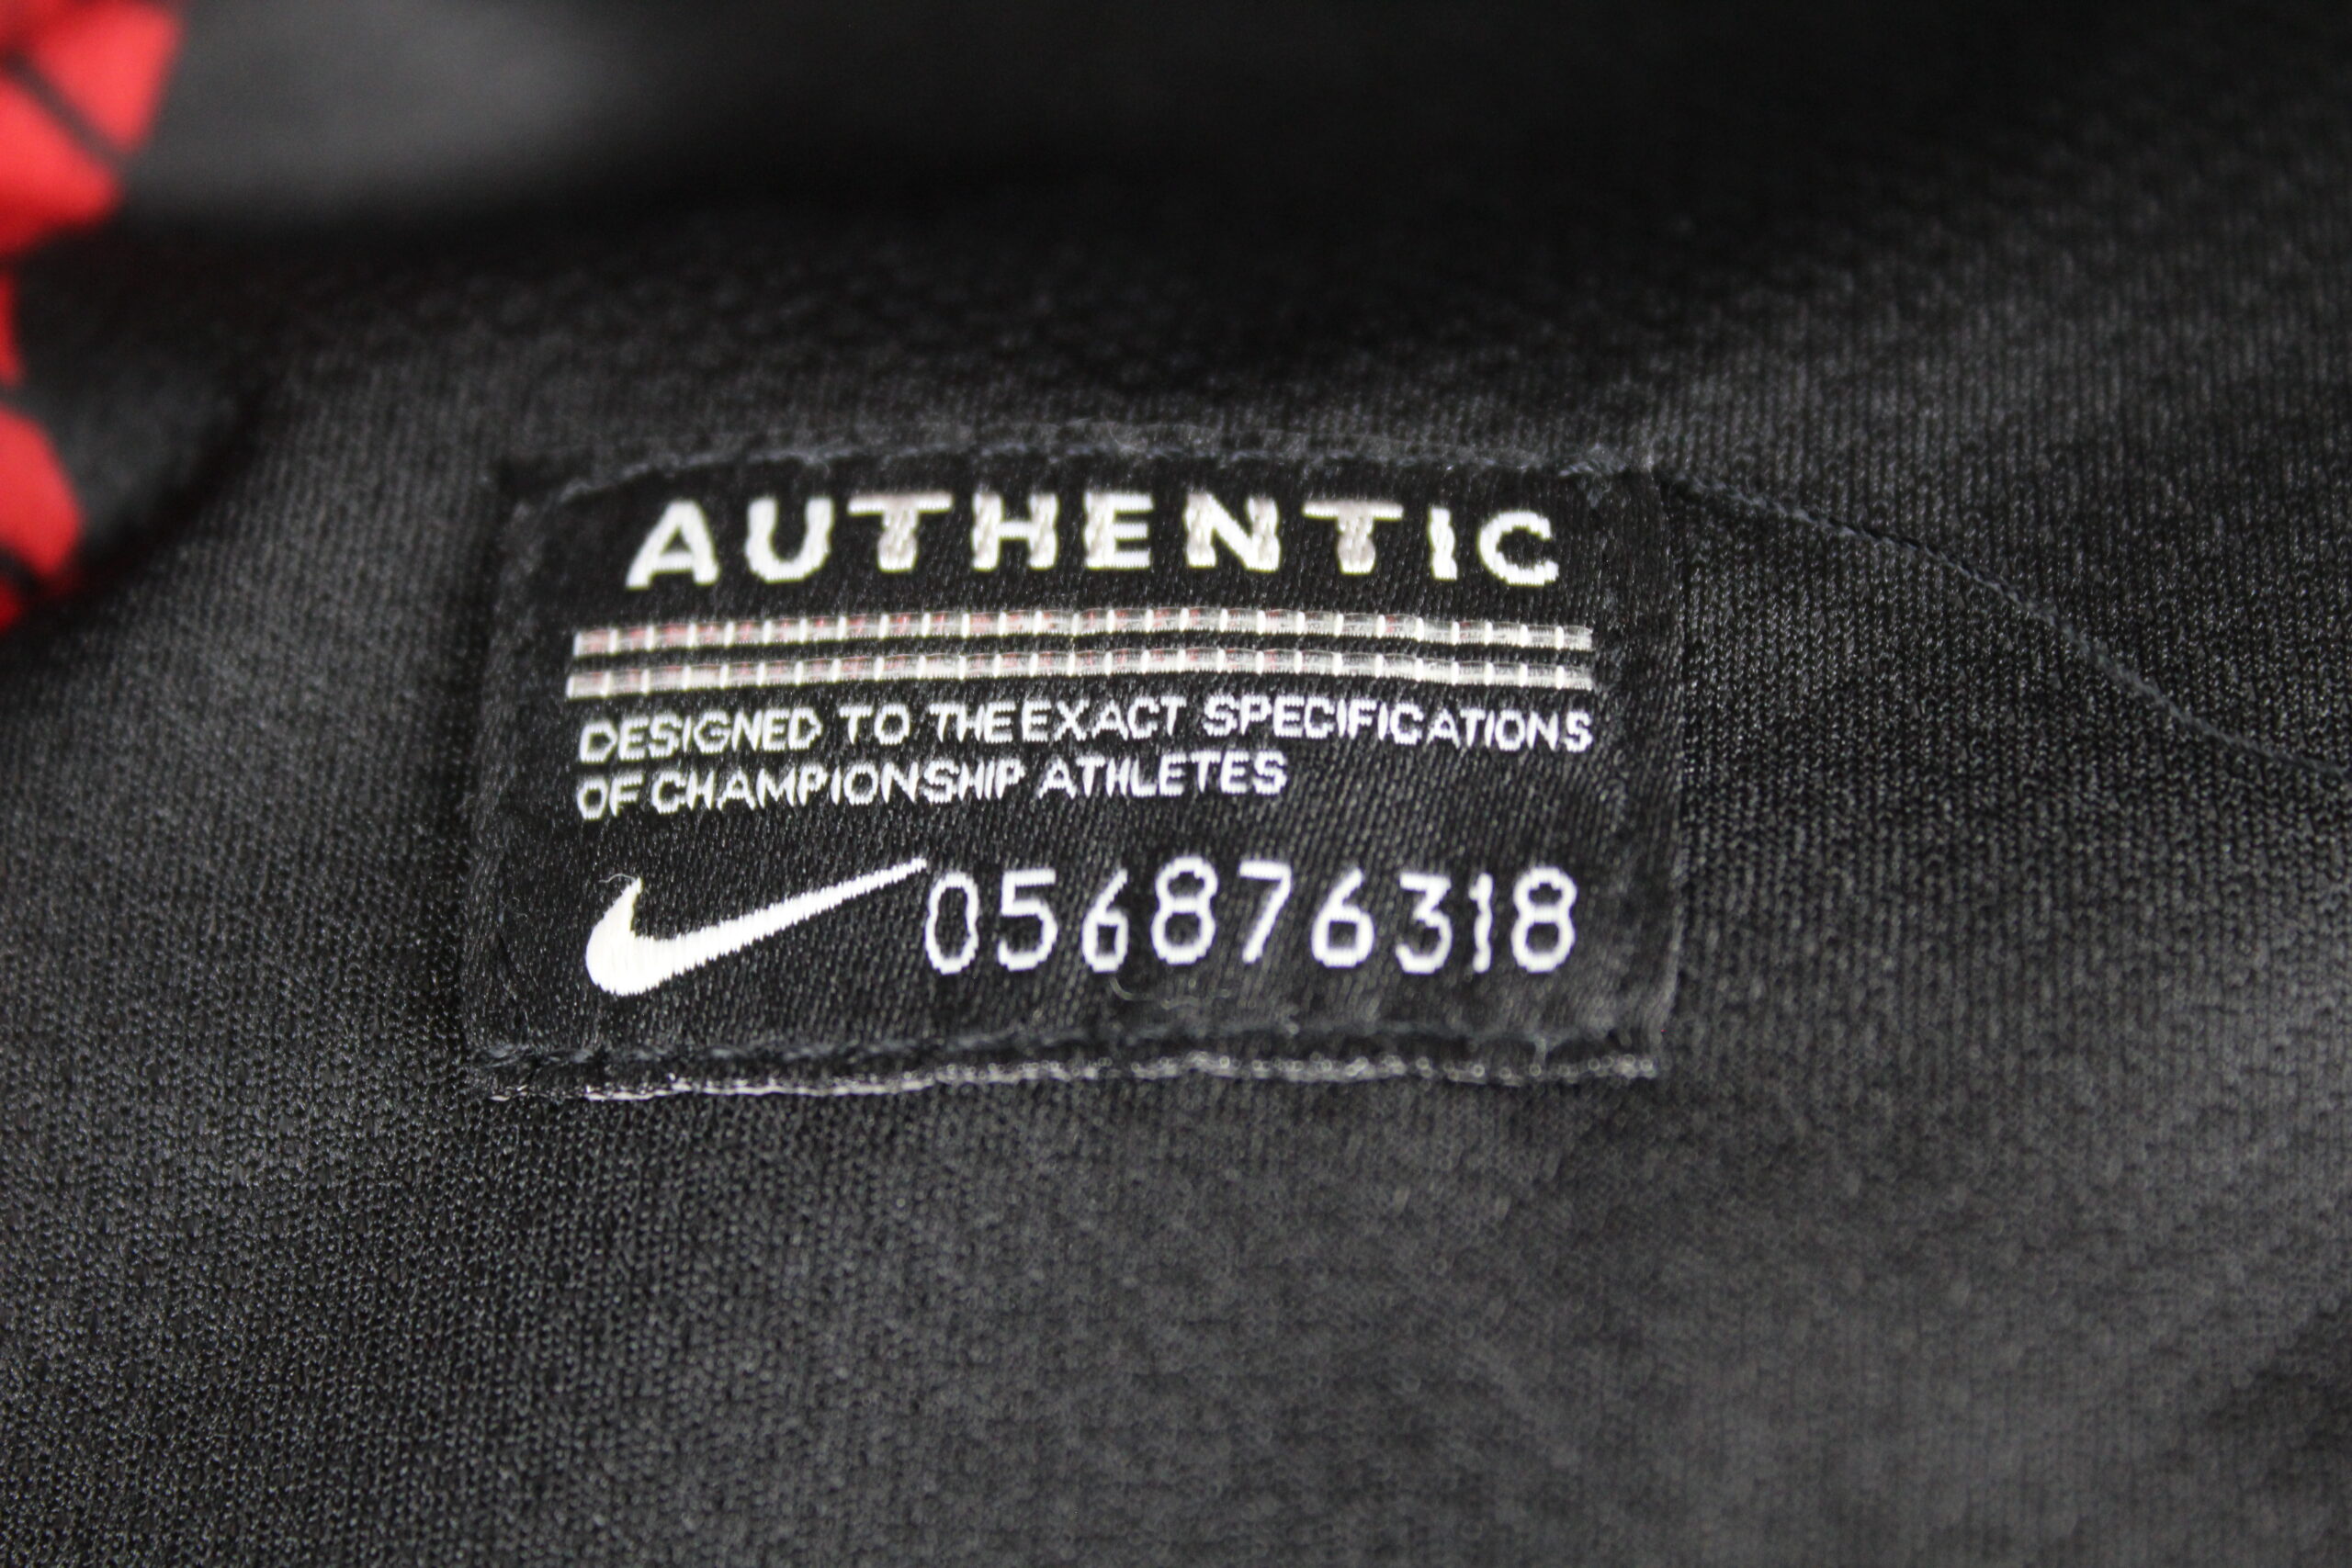 AUTHENTIC
DESIGNED TO THE EXACT SPECIFICATIONS
OF CHAMPIONSHIP ATHLETES
056876318